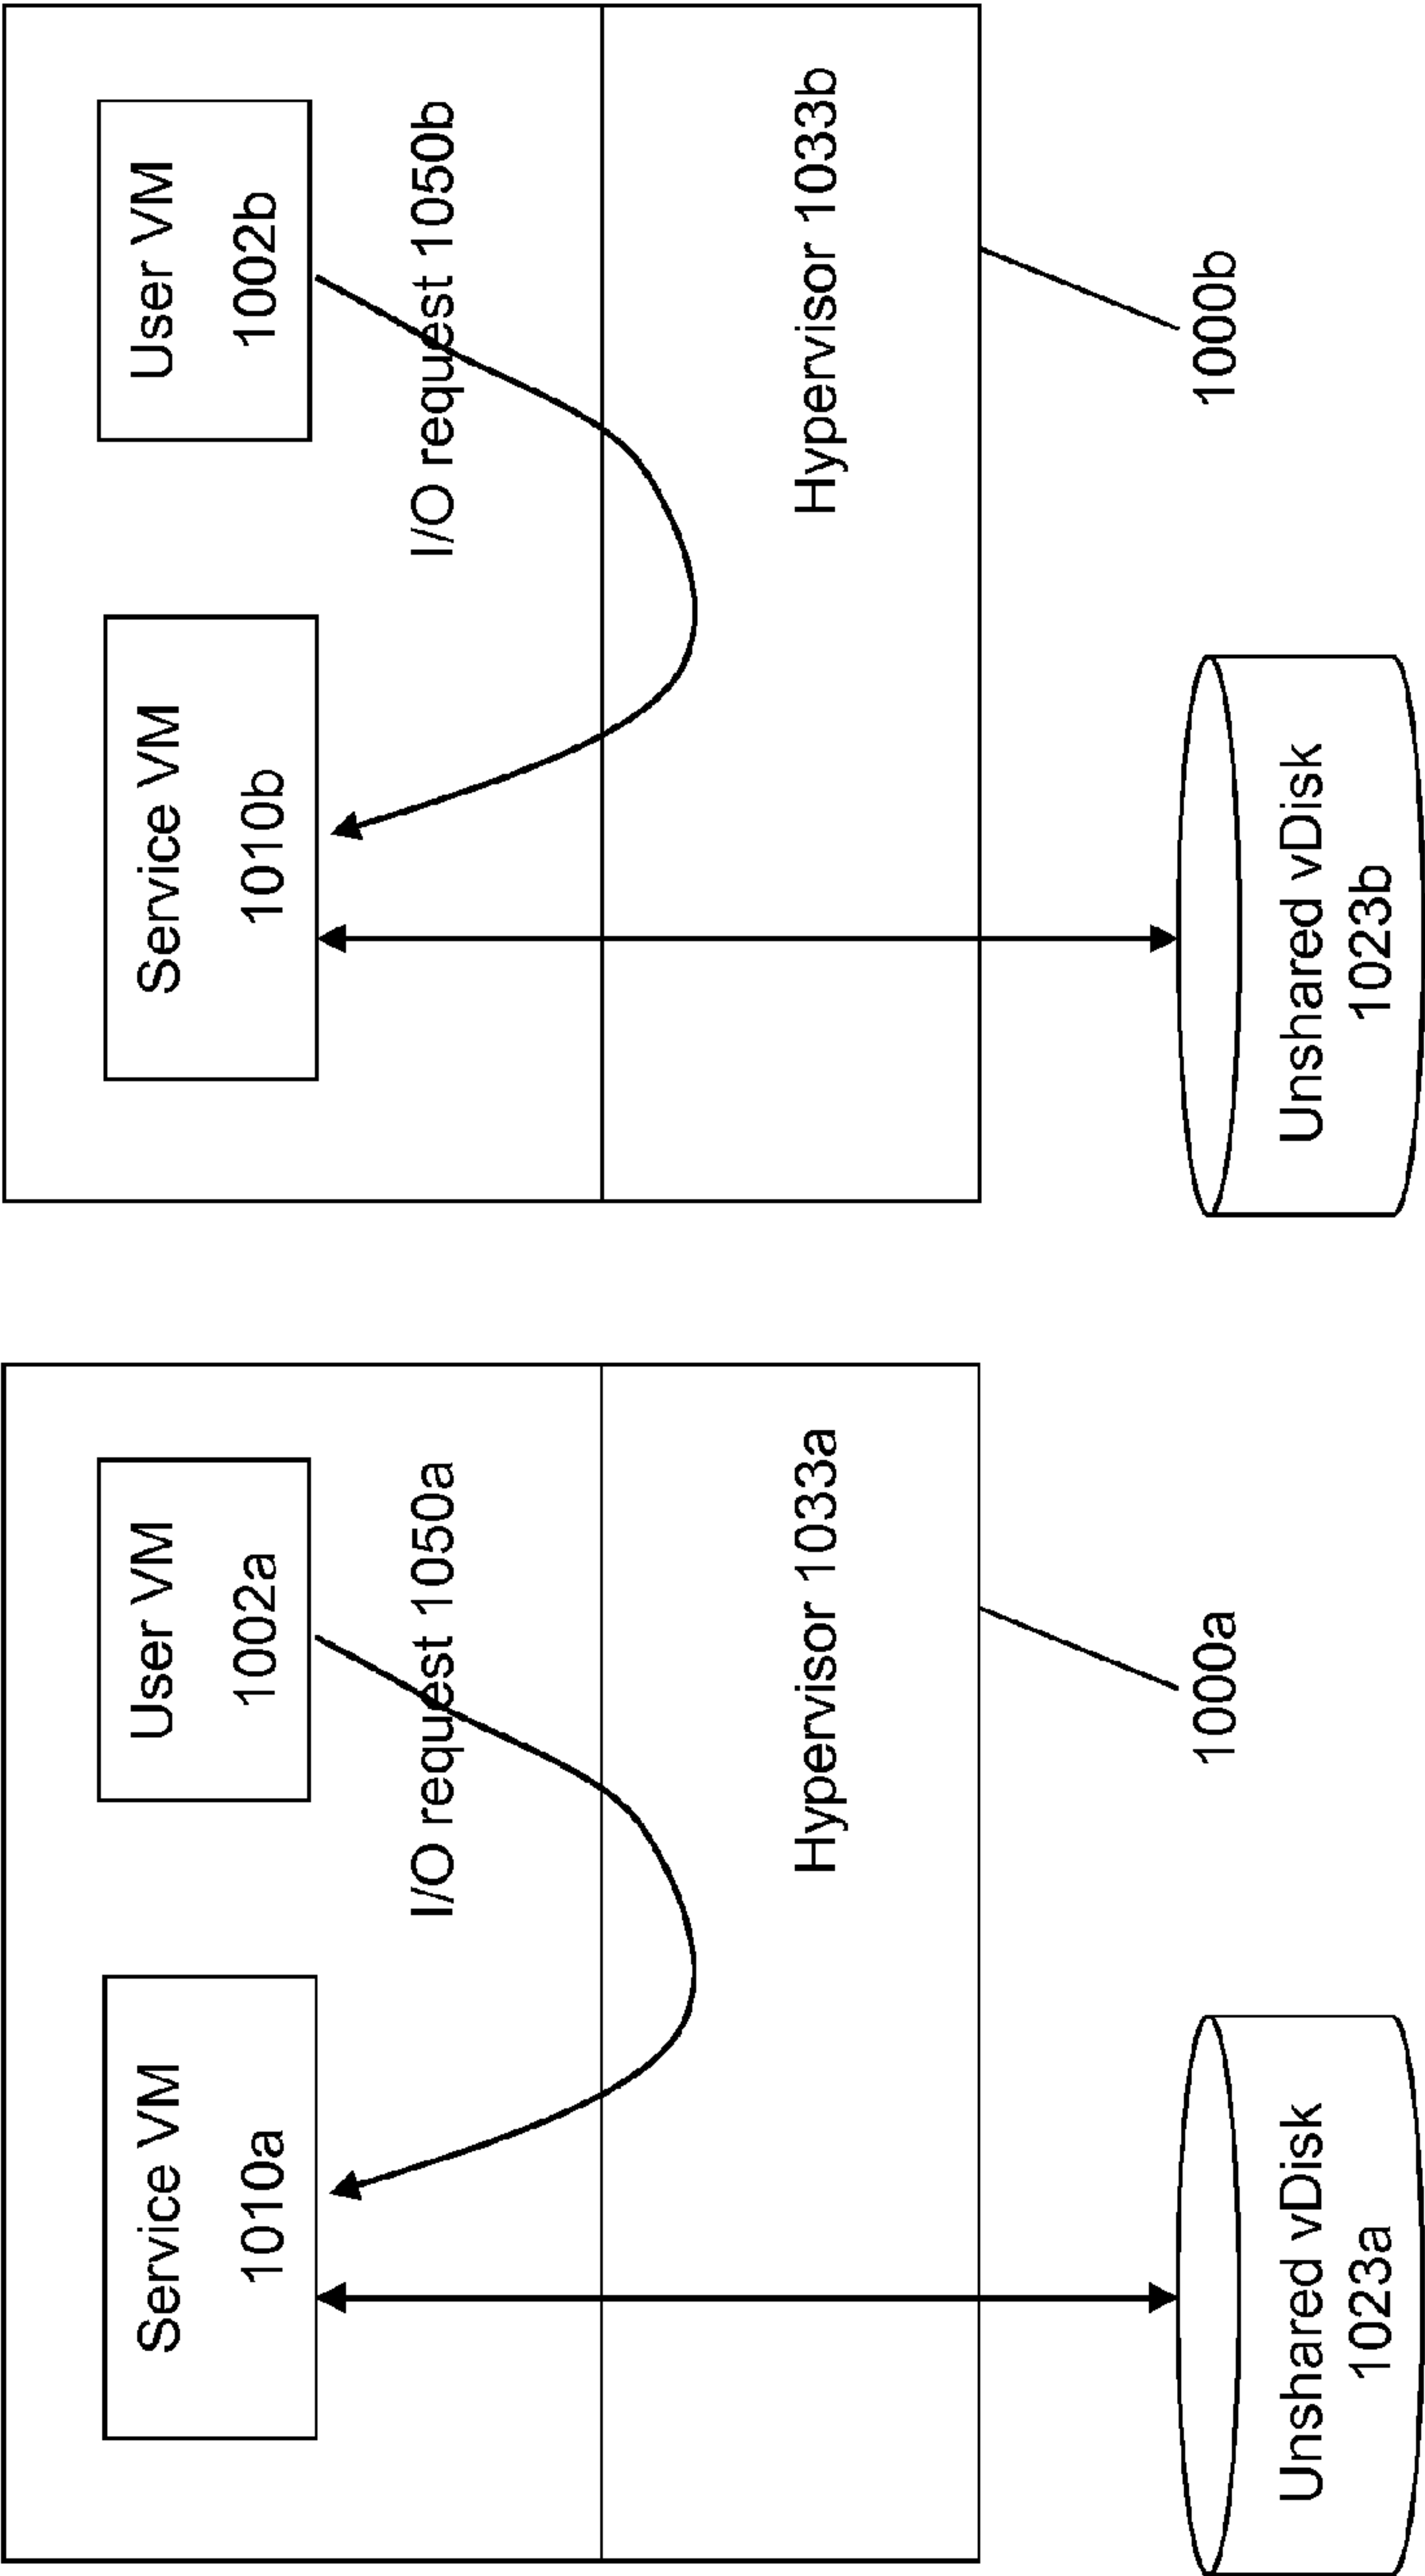 Service VM
1010a
User VM
1002a
I/O request 1050a
Hypervisor 1033a
1000a
Unshared vDisk
1023a
Service VM
1010b
User VM
1002b
I/O request 1050b
Hypervisor 1033b
1000b
Unshared vDisk
1023b